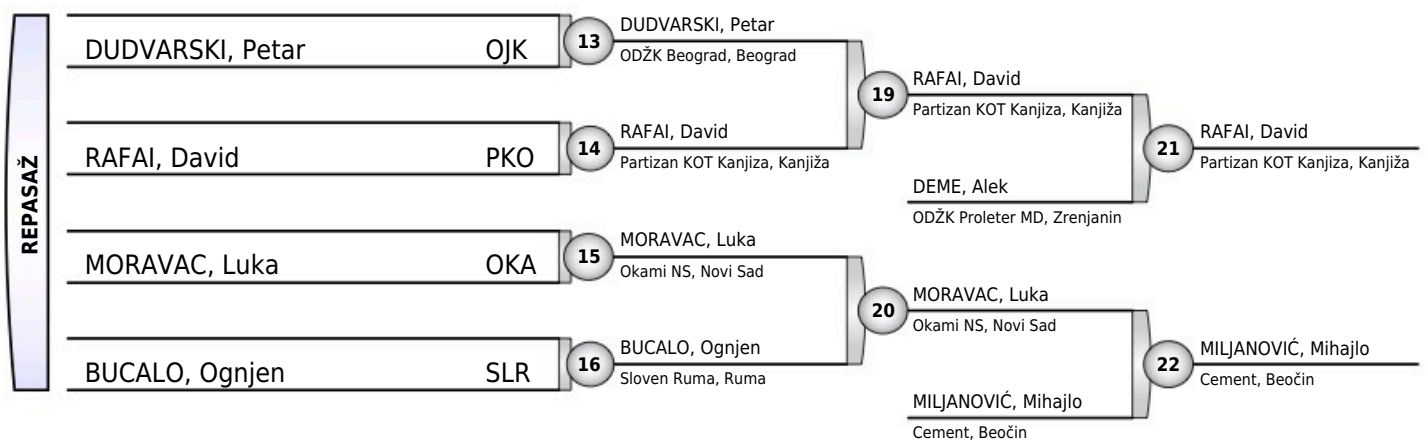 REPASAŽ
DUDVARSKI, Petar OJK
13
DUDVARSKI, Petar
ODŽK Beograd, Beograd
RAFAI, David PKO
14
RAFAI, David
Partizan KOT Kanjiza, Kanjiža
19
RAFAI, David
Partizan KOT Kanjiza, Kanjiža
DEME, Alek
ODŽK Proleter MD, Zrenjanin
21
RAFAI, David
Partizan KOT Kanjiza, Kanjiža
MORAVAC, Luka OKA
15
MORAVAC, Luka
Okami NS, Novi Sad
BUCALO, Ognjen SLR
16
BUCALO, Ognjen
Sloven Ruma, Ruma
20
MORAVAC, Luka
Okami NS, Novi Sad
MILJANOVIĆ, Mihajlo
Cement, Beočin
22
MILJANOVIĆ, Mihajlo
Cement, Beočin